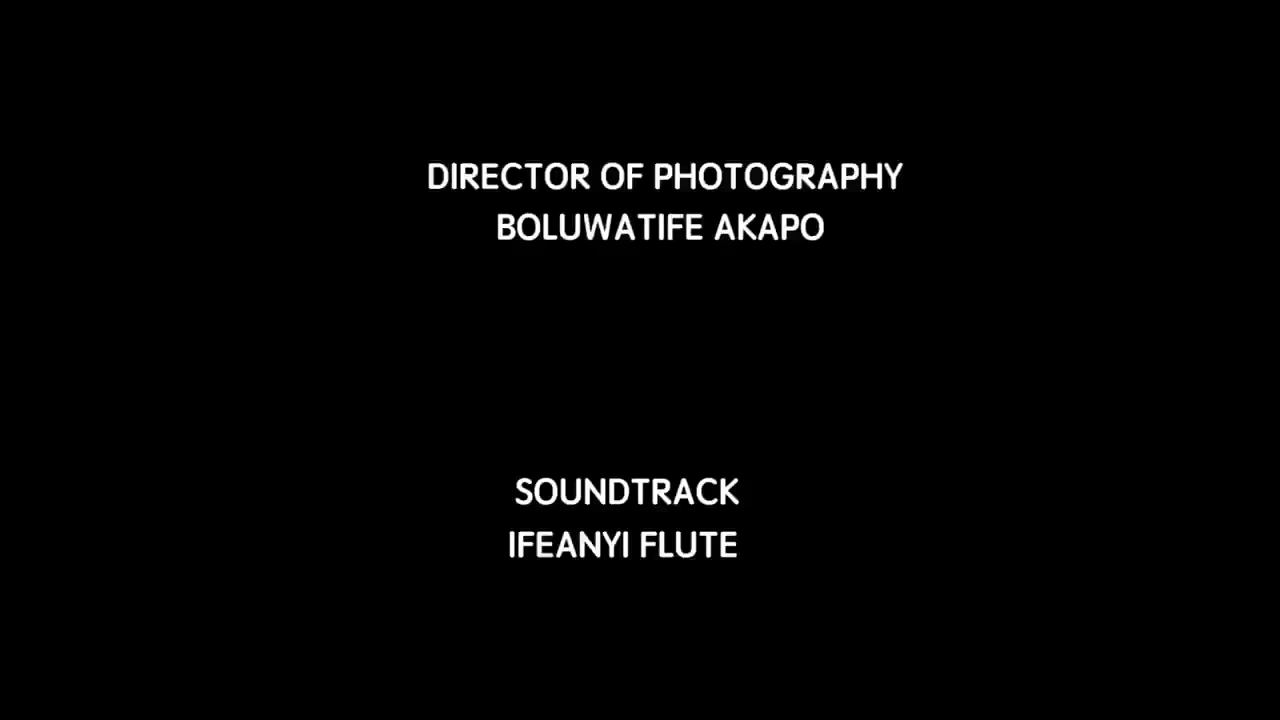 DIRECTOR OF PHOTOGRAPHY
BOLUWATIFE AKAPO
SOUNDTRACK
IFEANYI FLUTE